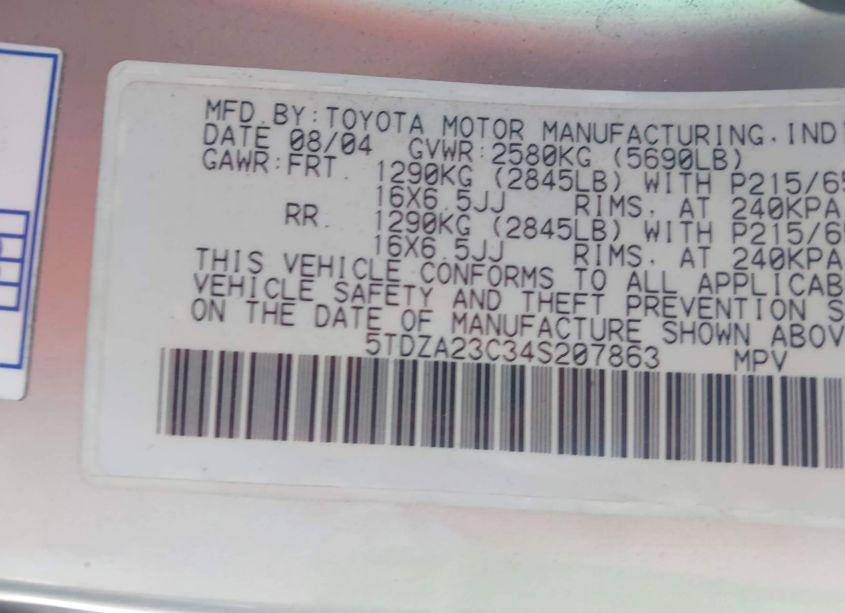 MFD.BY:TOYOTA MOTOR MANUFACTURING.IND
DATE 08/04 GVWR:2580KG (5690LB)
GAWR:FRT. 1290KG (2845LB) WITH P215/65
16X6.5JJ RIMS, AT 240KPA
RR. 1290KG (2845LB) WITH P215/65
16X6.5JJ RIMS, AT 240KPA
THIS VEHICLE CONFORMS TO ALL APPLICAB
VEHICLE SAFETY AND THEFT PREVENTION S
ON THE DATE OF MANUFACTURE SHOWN ABOV
5TDZA23C34S207863 MPV